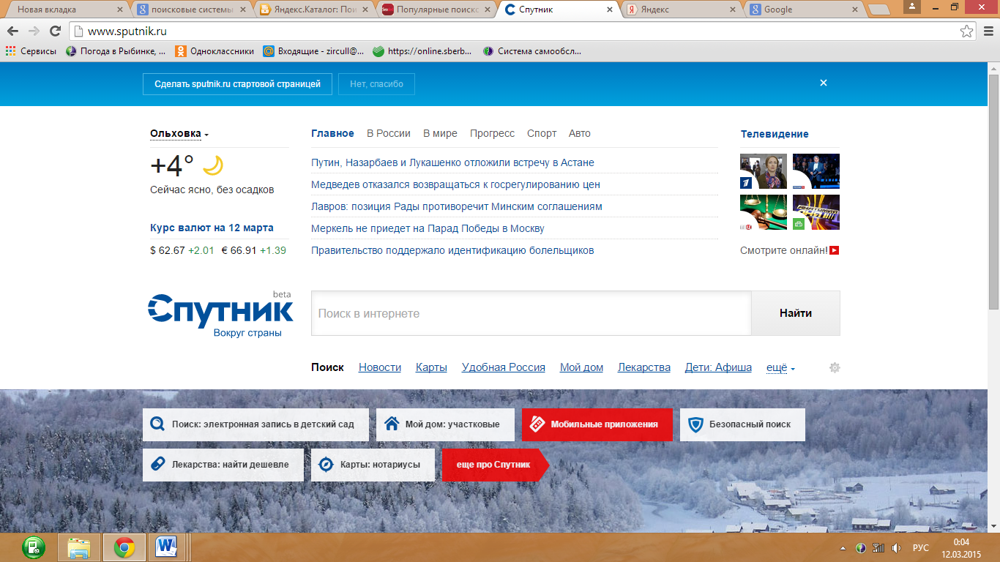 Новая вкладка
поисковые системы
Яндекс.Каталог: Пои
Популярные поиско
Спутник
Яндекс
Google
www.sputnik.ru
Сервисы
Погода в Рыбинке, ...
Одноклассники
Входящие - zircull@...
https://online.sberb...
Система самообсл...
Сделать sputnik.ru стартовой страницей
Нет, спасибо
Ольховка
+4°
Сейчас ясно, без осадков
Курс валют на 12 марта
$ 62.67 +2.01 € 66.91 +1.39
Главное В России В мире Прогресс Спорт Авто
Путин, Назарбаев и Лукашенко отложили встречу в Астане
Медведев отказался возвращаться к госрегулированию цен
Лавров: позиция Рады противоречит Минским соглашениям
Меркель не приедет на Парад Победы в Москву
Правительство поддержало идентификацию болельщиков
Телевидение
Смотрите онлайн!
beta
Спутник
Вокруг страны
Поиск в интернете
Найти
Поиск Новости Карты Удобная Россия Мой дом Лекарства Дети: Афиша ещё
Поиск: электронная запись в детский сад
Мой дом: участковые
Мобильные приложения
Безопасный поиск
Лекарства: найти дешевле
Карты: нотариусы
еще про Спутник
РУС
0:04
12.03.2015